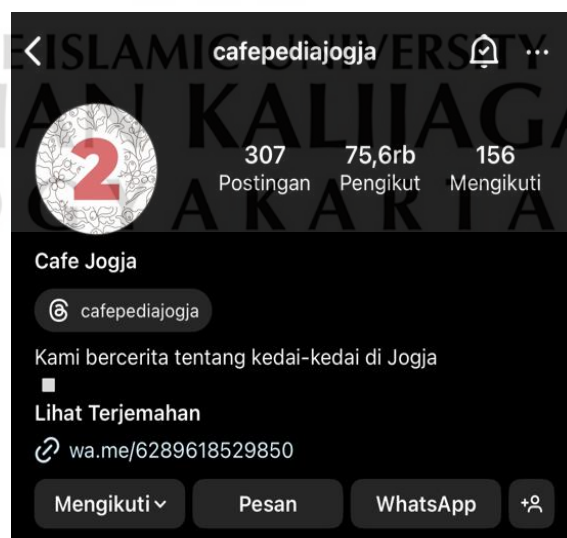 cafepediajogja
2
307 75,6rb 156
Postingan Pengikut Mengikuti
Cafe Jogja
cafepediajogja
Kami bercerita tentang kedai-kedai di Jogja
Lihat Terjemahan
wa.me/6289618529850
Mengikuti Pesan WhatsApp